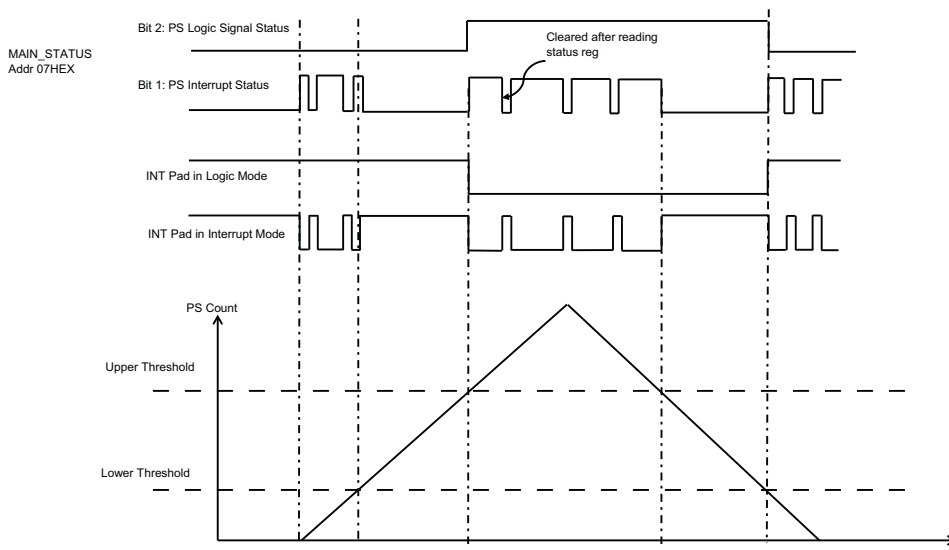 Bit 2: PS Logic Signal Status
Cleared after reading
status reg
MAIN_STATUS
Addr 07HEX
Bit 1: PS Interrupt Status
INT Pad in Logic Mode
INT Pad in Interrupt Mode
PS Count
Upper Threshold
Lower Threshold